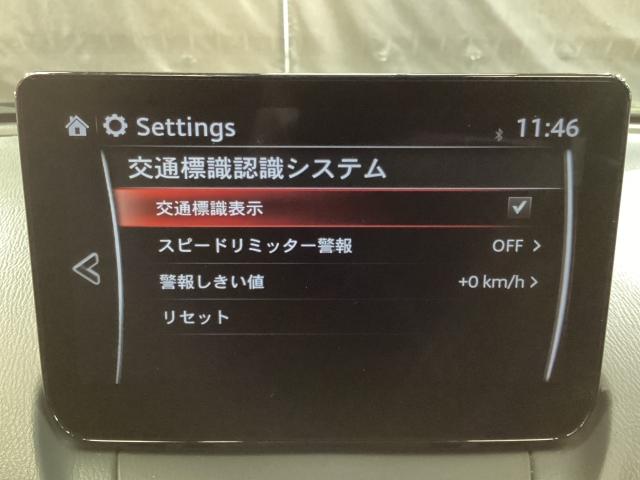 Settings 11:46
交通標識認識システム
交通標識表示
スピードリミッター警報 OFF
警報しきい値 +0 km/h
リセット